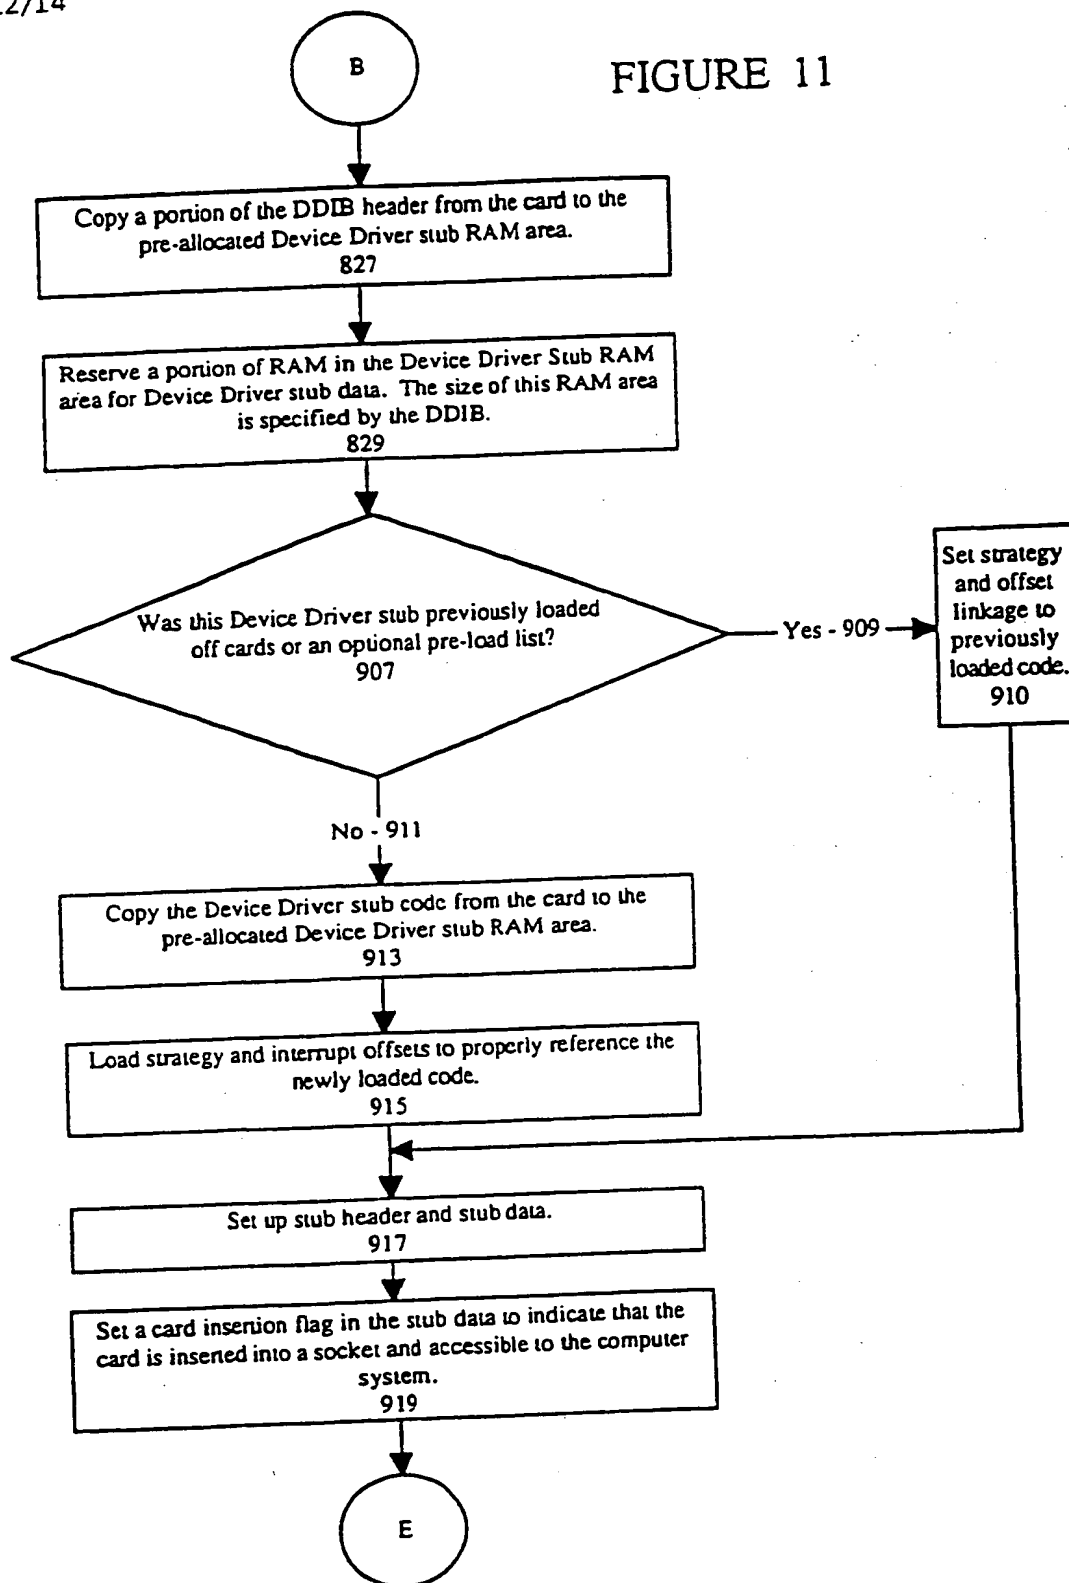 12/14
B
FIGURE 11
Copy a portion of the DDIB header from the card to the
pre-allocated Device Driver stub RAM area.
827
Reserve a portion of RAM in the Device Driver Stub RAM
area for Device Driver stub data. The size of this RAM area
is specified by the DDIB.
829
Was this Device Driver stub previously loaded
off cards or an optional pre-load list?
907
Yes - 909
Set strategy
and offset
linkage to
previously
loaded code.
910
No - 911
Copy the Device Driver stub code from the card to the
pre-allocated Device Driver stub RAM area.
913
Load strategy and interrupt offsets to properly reference the
newly loaded code.
915
Set up stub header and stub data.
917
Set a card insertion flag in the stub data to indicate that the
card is inserted into a socket and accessible to the computer
system.
919
E